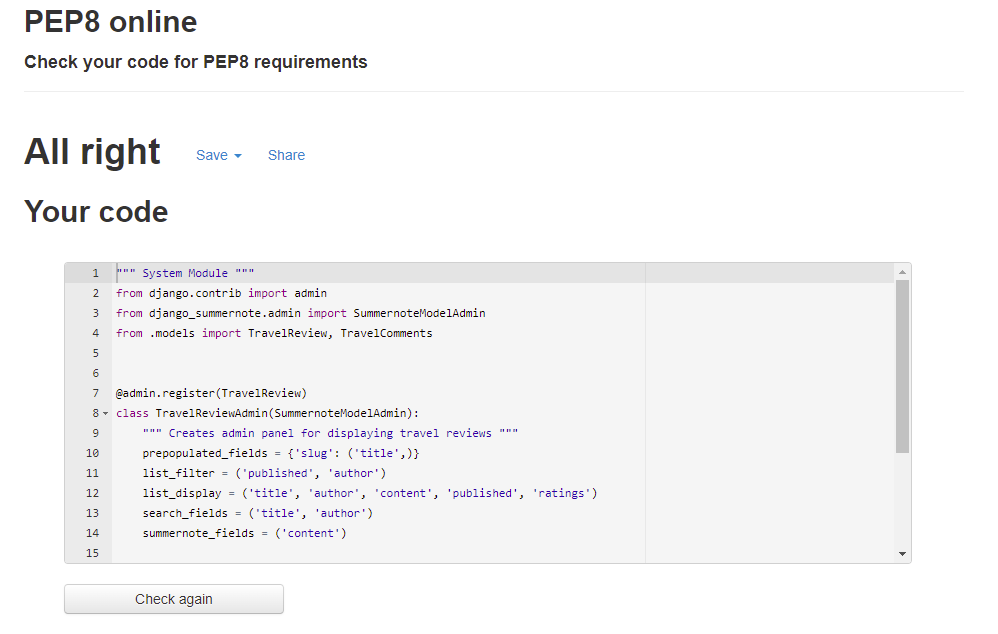 PEP8 online
Check your code for PEP8 requirements
All right Save Share
Your code
1 """ System Module """
2 from django.contrib import admin
3 from django_summernote.admin import SummernoteModelAdmin
4 from .models import TravelReview, TravelComments
5
6
7 @admin.register(TravelReview)
8 class TravelReviewAdmin(SummernoteModelAdmin):
9 """ Creates admin panel for displaying travel reviews """
10 prepopulated_fields = {'slug': ('title',)}
11 list_filter = ('published', 'author')
12 list_display = ('title', 'author', 'content', 'published', 'ratings')
13 search_fields = ('title', 'author')
14 summernote_fields = ('content')
15
Check again